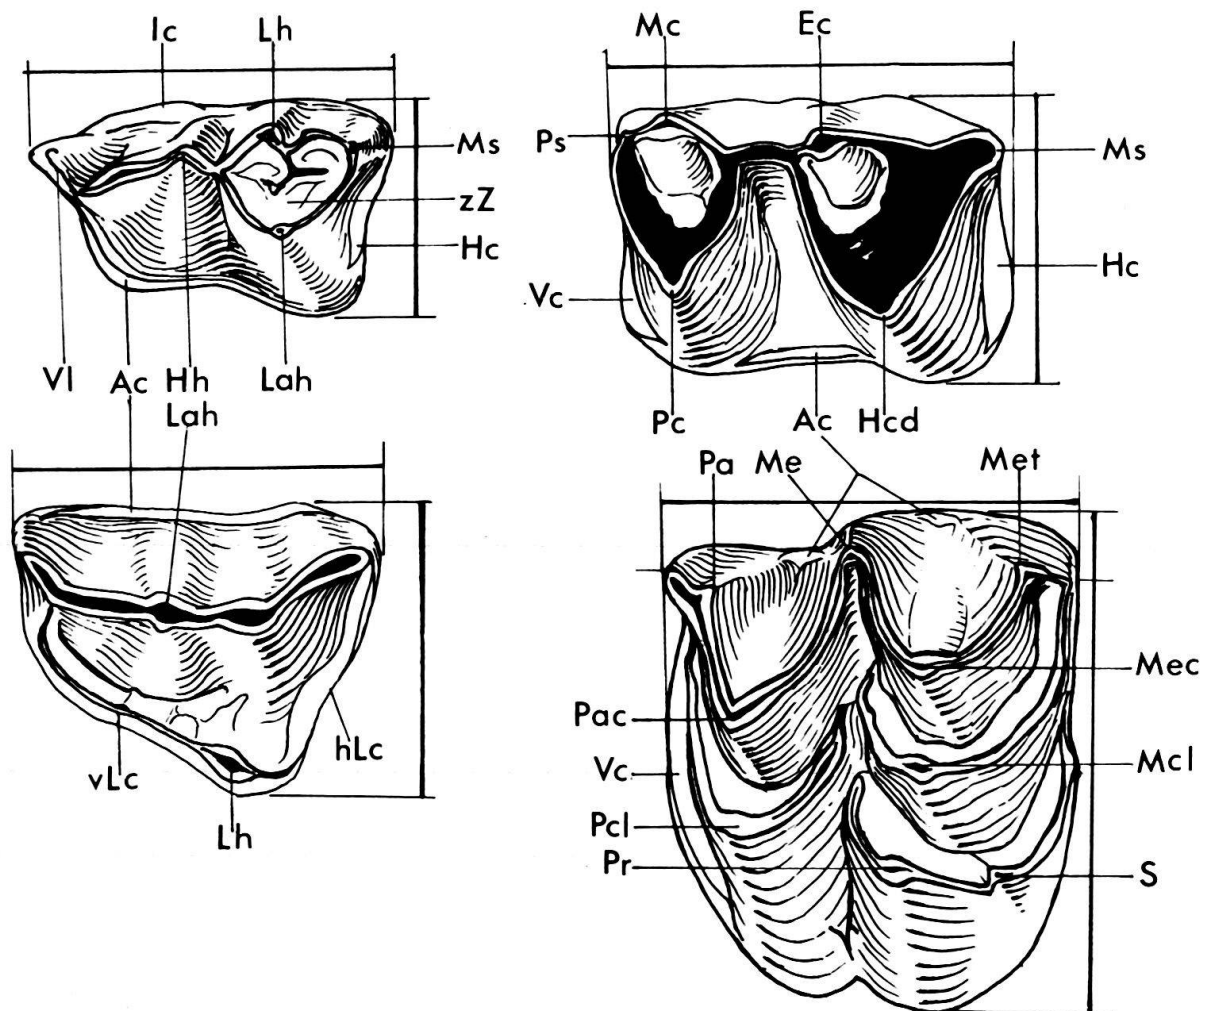 Ic Lh
Ms
zZ
Hc
Vl Ac Hh Lah
Lah
vLc
hLc
Lh
Mc Ec
Ps
Ms
Vc
Hc
Pc Ac Hcd
Pa Me Met
Mec
Pac
Vc
Mcl
Pcl
Pr
S